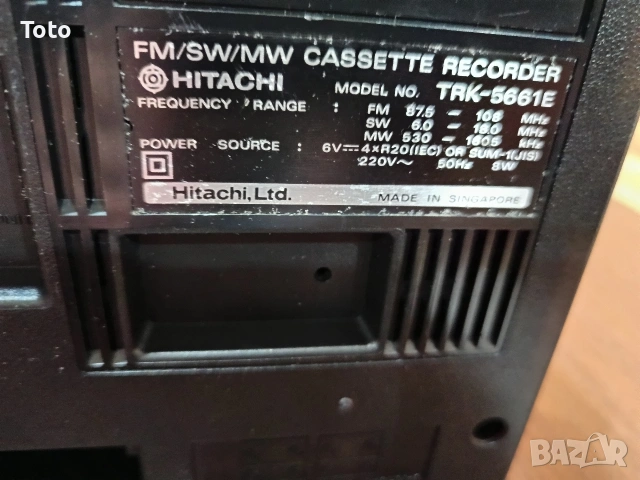 Toto
FM/SW/MW CASSETTE RECORDER
HITACHI MODEL NO. TRK-5661E
FREQUENCY RANGE : FM 87.5 – 108 MHz
SW 6.0 – 18.0 MHz
MW 530 – 1605 kHz
POWER SOURCE : 6V⎓4×R20(IEC) OR SUM-1(JIS)
220V～ 50Hz 8W
Hitachi, Ltd. MADE IN SINGAPORE
BAZAR
bg